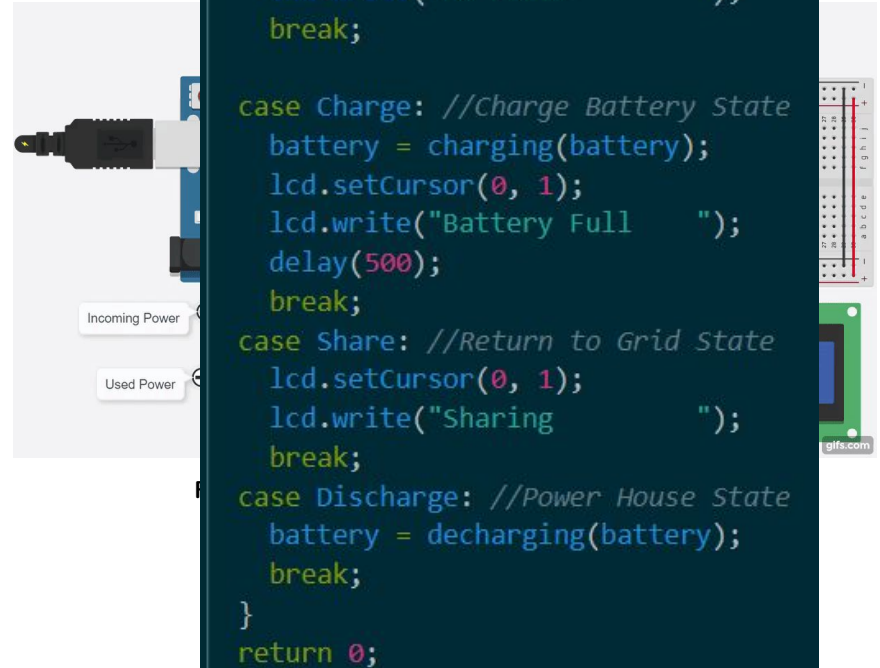 break;
case Charge: //Charge Battery State
battery = charging(battery);
lcd.setCursor(0, 1);
lcd.write("Battery Full     ");
delay(500);
break;
case Share: //Return to Grid State
lcd.setCursor(0, 1);
lcd.write("Sharing          ");
break;
case Discharge: //Power House State
battery = decharging(battery);
break;
}
return 0;
Incoming Power
Used Power
gifs.com